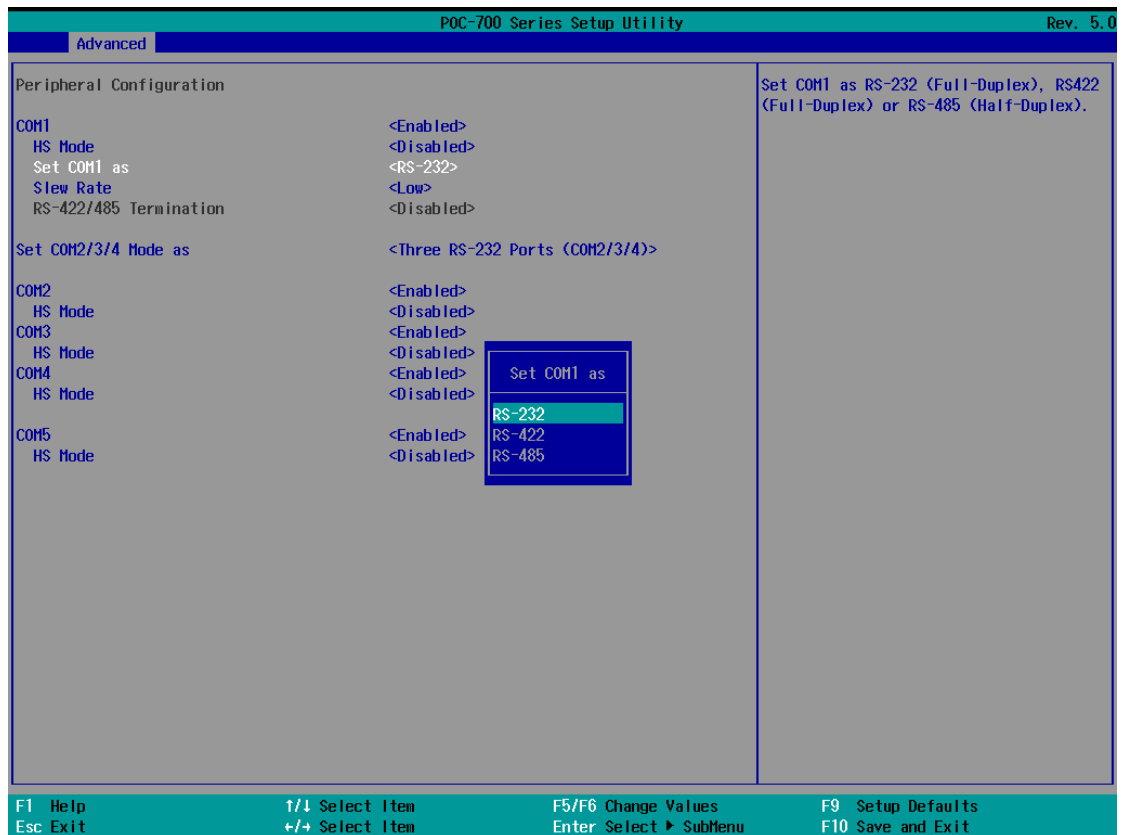 POC-700 Series Setup Utility Rev. 5.0
Advanced
Peripheral Configuration
Set COM1 as RS-232 (Full-Duplex), RS422
(Full-Duplex) or RS-485 (Half-Duplex).
COM1 <Enabled>
HS Mode <Disabled>
Set COM1 as <RS-232>
Slew Rate <Low>
RS-422/485 Termination <Disabled>
Set COM2/3/4 Mode as <Three RS-232 Ports (COM2/3/4)>
COM2 <Enabled>
HS Mode <Disabled>
COM3 <Enabled>
HS Mode <Disabled>
COM4 <Enabled>
HS Mode <Disabled>
COM5 <Enabled>
HS Mode <Disabled>
Set COM1 as
RS-232
RS-422
RS-485
F1 Help ↑/↓ Select Item F5/F6 Change Values F9 Setup Defaults
Esc Exit ←/→ Select Item Enter Select ▶ SubMenu F10 Save and Exit